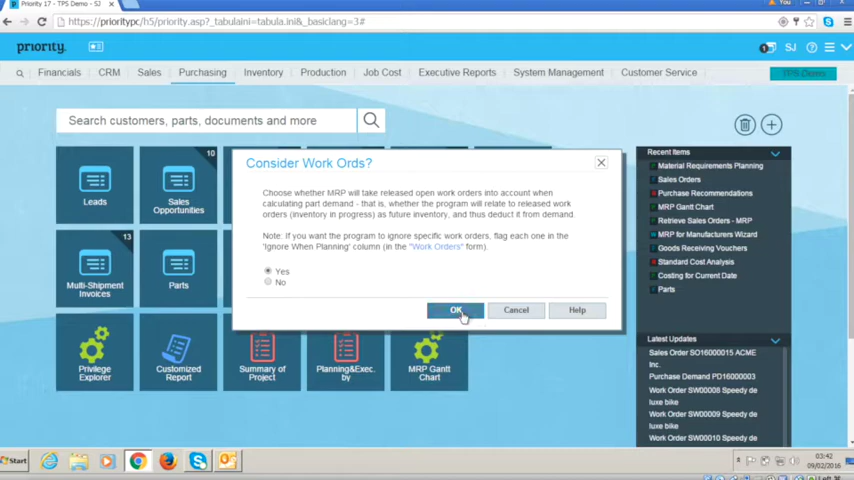 Priority 17 - TPS Demo - SJ
You
https://prioritypc/h5/priority.asp?_tabulaini=tabula.ini&_basiclang=3#
priority.
1
SJ
Financials CRM Sales Purchasing Inventory Production Job Cost Executive Reports System Management Customer Service TPS Demo
Search customers, parts, documents and more
Leads
10
Sales
Opportunities
13
Multi-Shipment
Invoices
Parts
Privilege
Explorer
Customized
Report
Summary of
Project
Planning&Exec.
by
MRP Gantt
Chart
Consider Work Ords?
Choose whether MRP will take released open work orders into account when
calculating part demand - that is, whether the program will relate to released work
orders (inventory in progress) as future inventory, and thus deduct it from demand.
Note: If you want the program to ignore specific work orders, flag each one in the
'Ignore When Planning' column (in the "Work Orders" form).
Yes
No
OK Cancel Help
Recent Items
Material Requirements Planning
Sales Orders
Purchase Recommendations
MRP Gantt Chart
Retrieve Sales Orders - MRP
MRP for Manufacturers Wizard
Goods Receiving Vouchers
Standard Cost Analysis
Costing for Current Date
Parts
Latest Updates
Sales Order SO16000015 ACME
Inc.
Purchase Demand PD16000003
Work Order SW00008 Speedy de
luxe bike
Work Order SW00009 Speedy de
luxe bike
Work Order SW00010 Speedy de
Start
03:42
09/02/2016